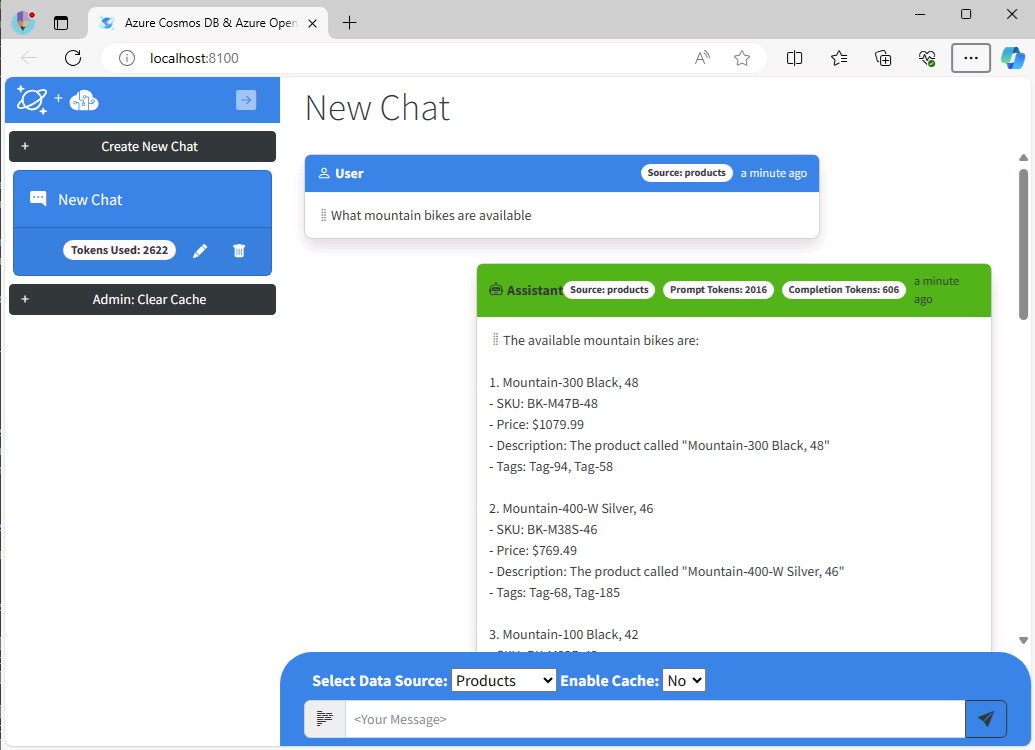 Azure Cosmos DB & Azure Open
localhost:8100
New Chat
+ Create New Chat
New Chat
Tokens Used: 2622
+ Admin: Clear Cache
User Source: products a minute ago
What mountain bikes are available
Assistant Source: products Prompt Tokens: 2016 Completion Tokens: 606 a minute
ago
The available mountain bikes are:
1. Mountain-300 Black, 48
- SKU: BK-M47B-48
- Price: $1079.99
- Description: The product called "Mountain-300 Black, 48"
- Tags: Tag-94, Tag-58
2. Mountain-400-W Silver, 46
- SKU: BK-M38S-46
- Price: $769.49
- Description: The product called "Mountain-400-W Silver, 46"
- Tags: Tag-68, Tag-185
3. Mountain-100 Black, 42
Select Data Source: Products Enable Cache: No
<Your Message>